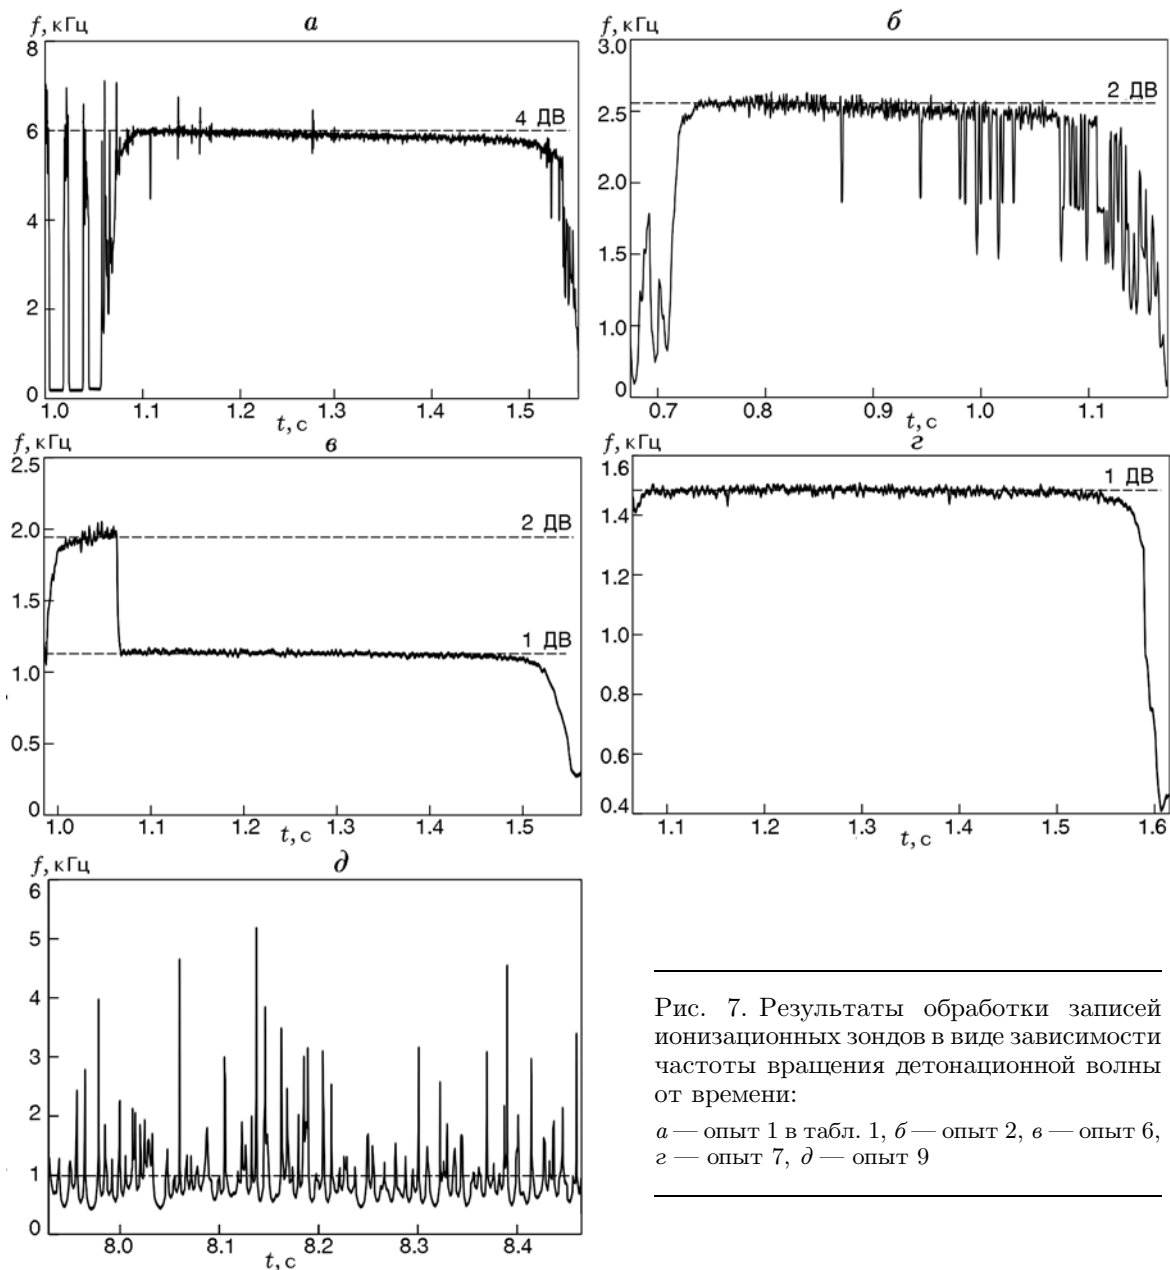 f, кГц
а
8
6
4
2
0
4 ДВ
1.0 1.1 1.2 1.3 1.4 1.5
t, с
f, кГц
б
3.0
2.5
2.0
1.5
1.0
0
2 ДВ
0.7 0.8 0.9 1.0 1.1
t, с
f, кГц
в
2.5
2.0
1.5
1.0
0.5
0
2 ДВ
1 ДВ
1.0 1.1 1.2 1.3 1.4 1.5
t, с
f, кГц
г
1.6
1.4
1.2
1.0
0.8
0.6
0.4
1 ДВ
1.1 1.2 1.3 1.4 1.5 1.6
t, с
f, кГц
д
6
5
4
3
2
1
0
8.0 8.1 8.2 8.3 8.4
t, с
Рис. 7. Результаты обработки записей
ионизационных зондов в виде зависимости
частоты вращения детонационной волны
от времени:
а — опыт 1 в табл. 1, б — опыт 2, в — опыт 6,
г — опыт 7, д — опыт 9